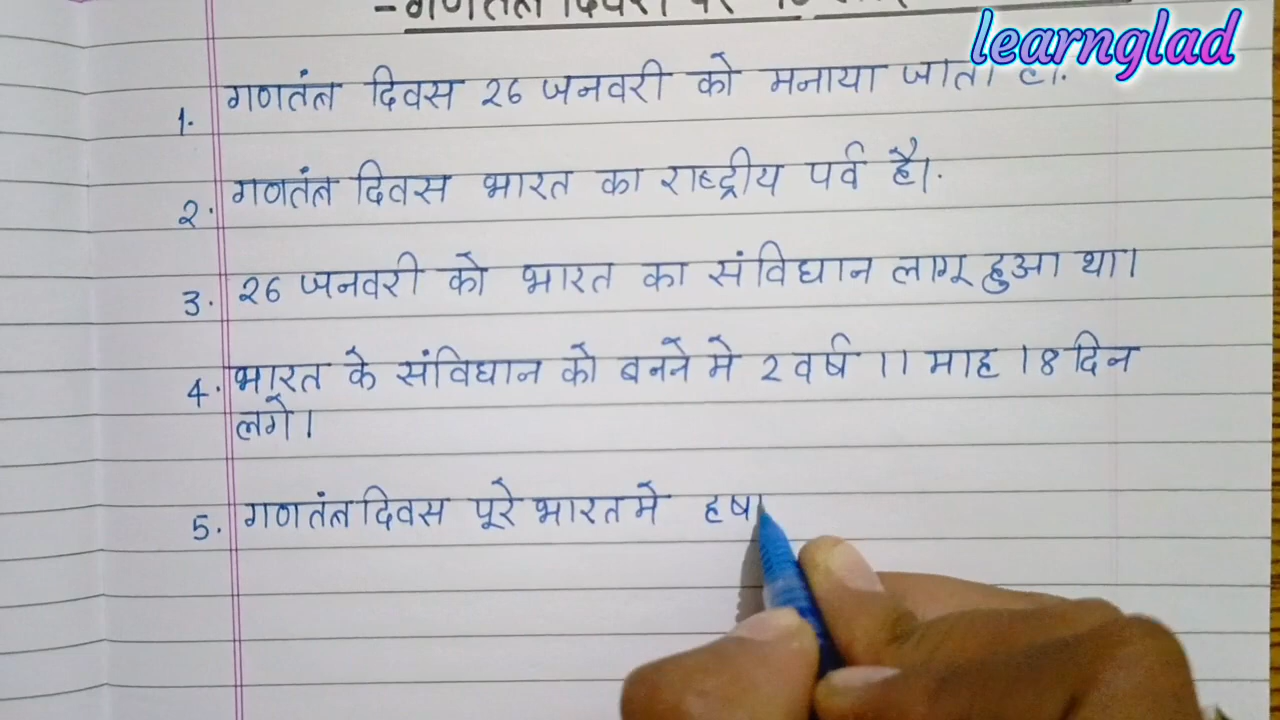 learnglad
1. गणतंत्र दिवस 26 जनवरी को मनाया जाता है।
2. गणतंत्र दिवस भारत का राष्ट्रीय पर्व है।
3. 26 जनवरी को भारत का संविधान लागू हुआ था।
4. भारत के संविधान को बनने मे 2 वर्ष 11 माह 18 दिन
लगे।
5. गणतंत्र दिवस पूरे भारत मे हषा